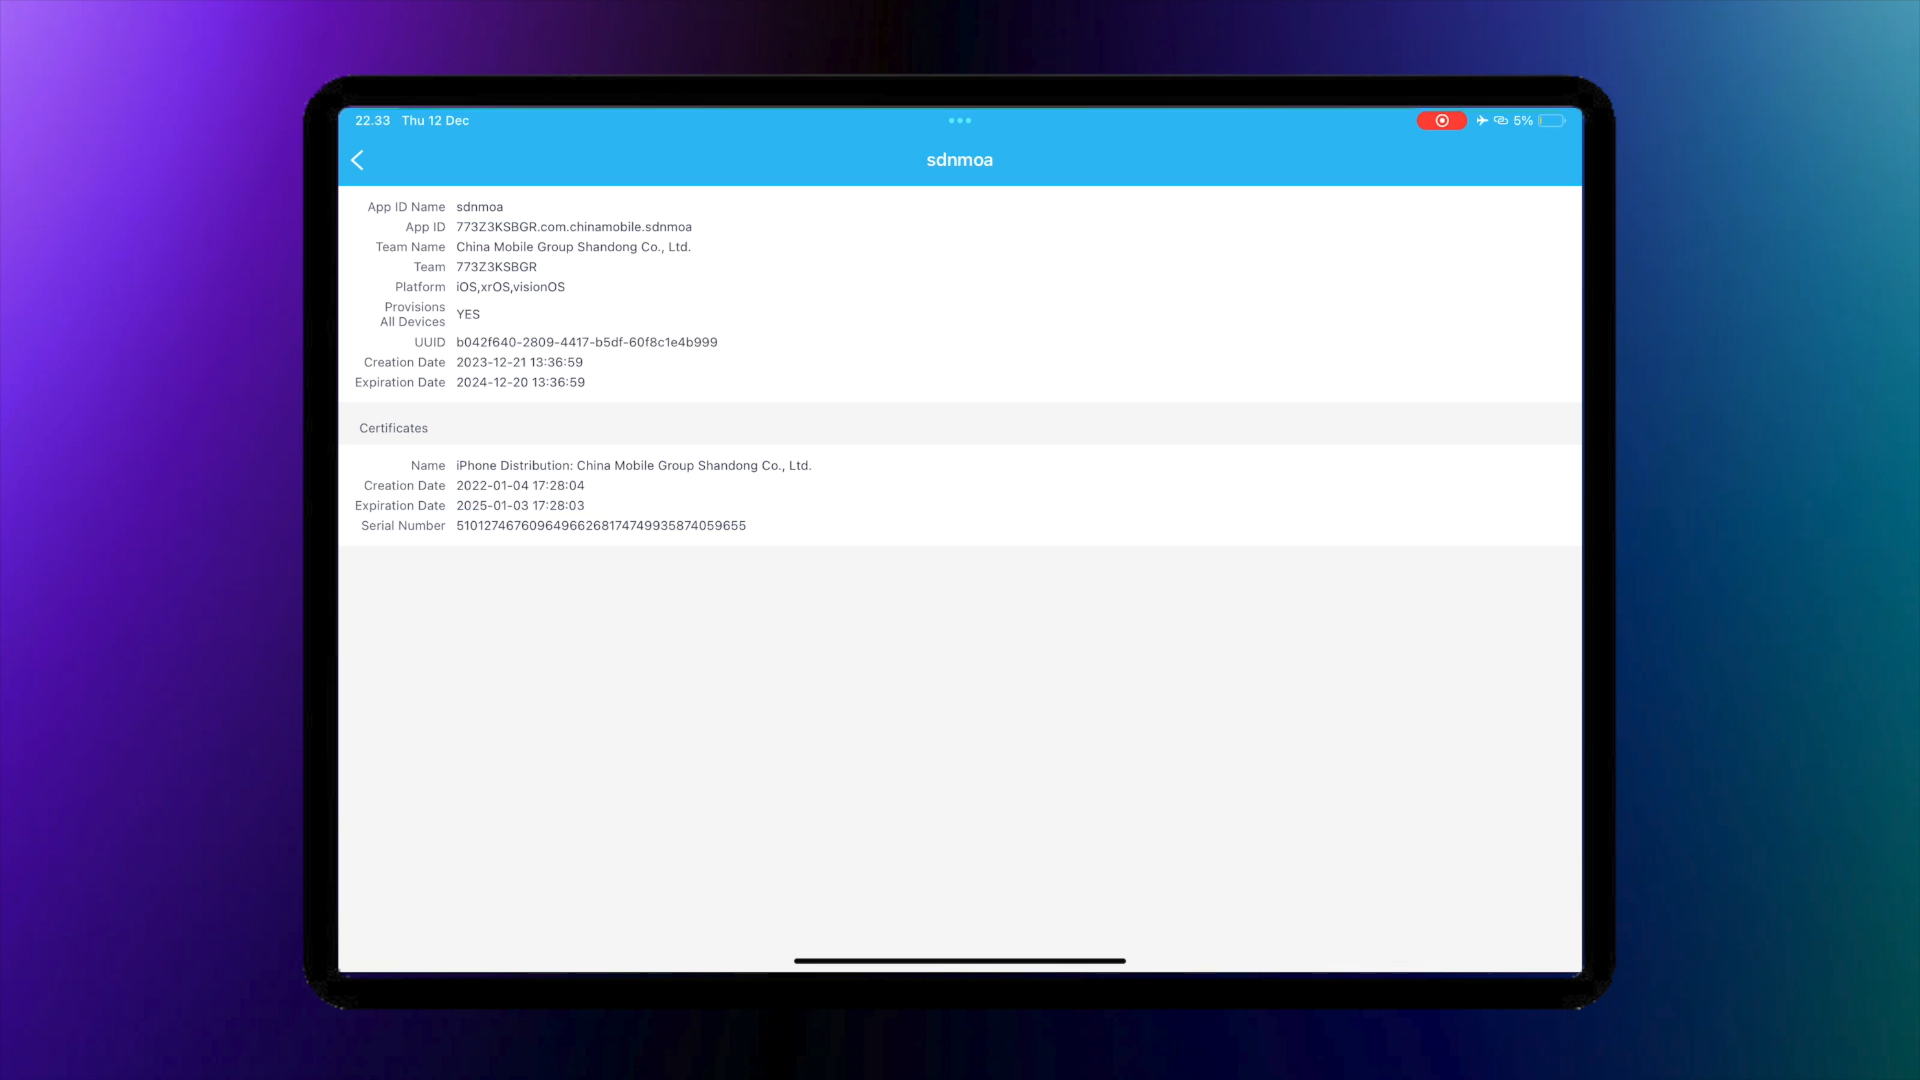 22.33 Thu 12 Dec
5%
sdnmoa
App ID Name sdnmoa
App ID 773Z3KSBGR.com.chinamobile.sdnmoa
Team Name China Mobile Group Shandong Co., Ltd.
Team 773Z3KSBGR
Platform iOS,xrOS,visionOS
Provisions
All Devices YES
UUID b042f640-2809-4417-b5df-60f8c1e4b999
Creation Date 2023-12-21 13:36:59
Expiration Date 2024-12-20 13:36:59
Certificates
Name iPhone Distribution: China Mobile Group Shandong Co., Ltd.
Creation Date 2022-01-04 17:28:04
Expiration Date 2025-01-03 17:28:03
Serial Number 51012746760964966268174749935874059655